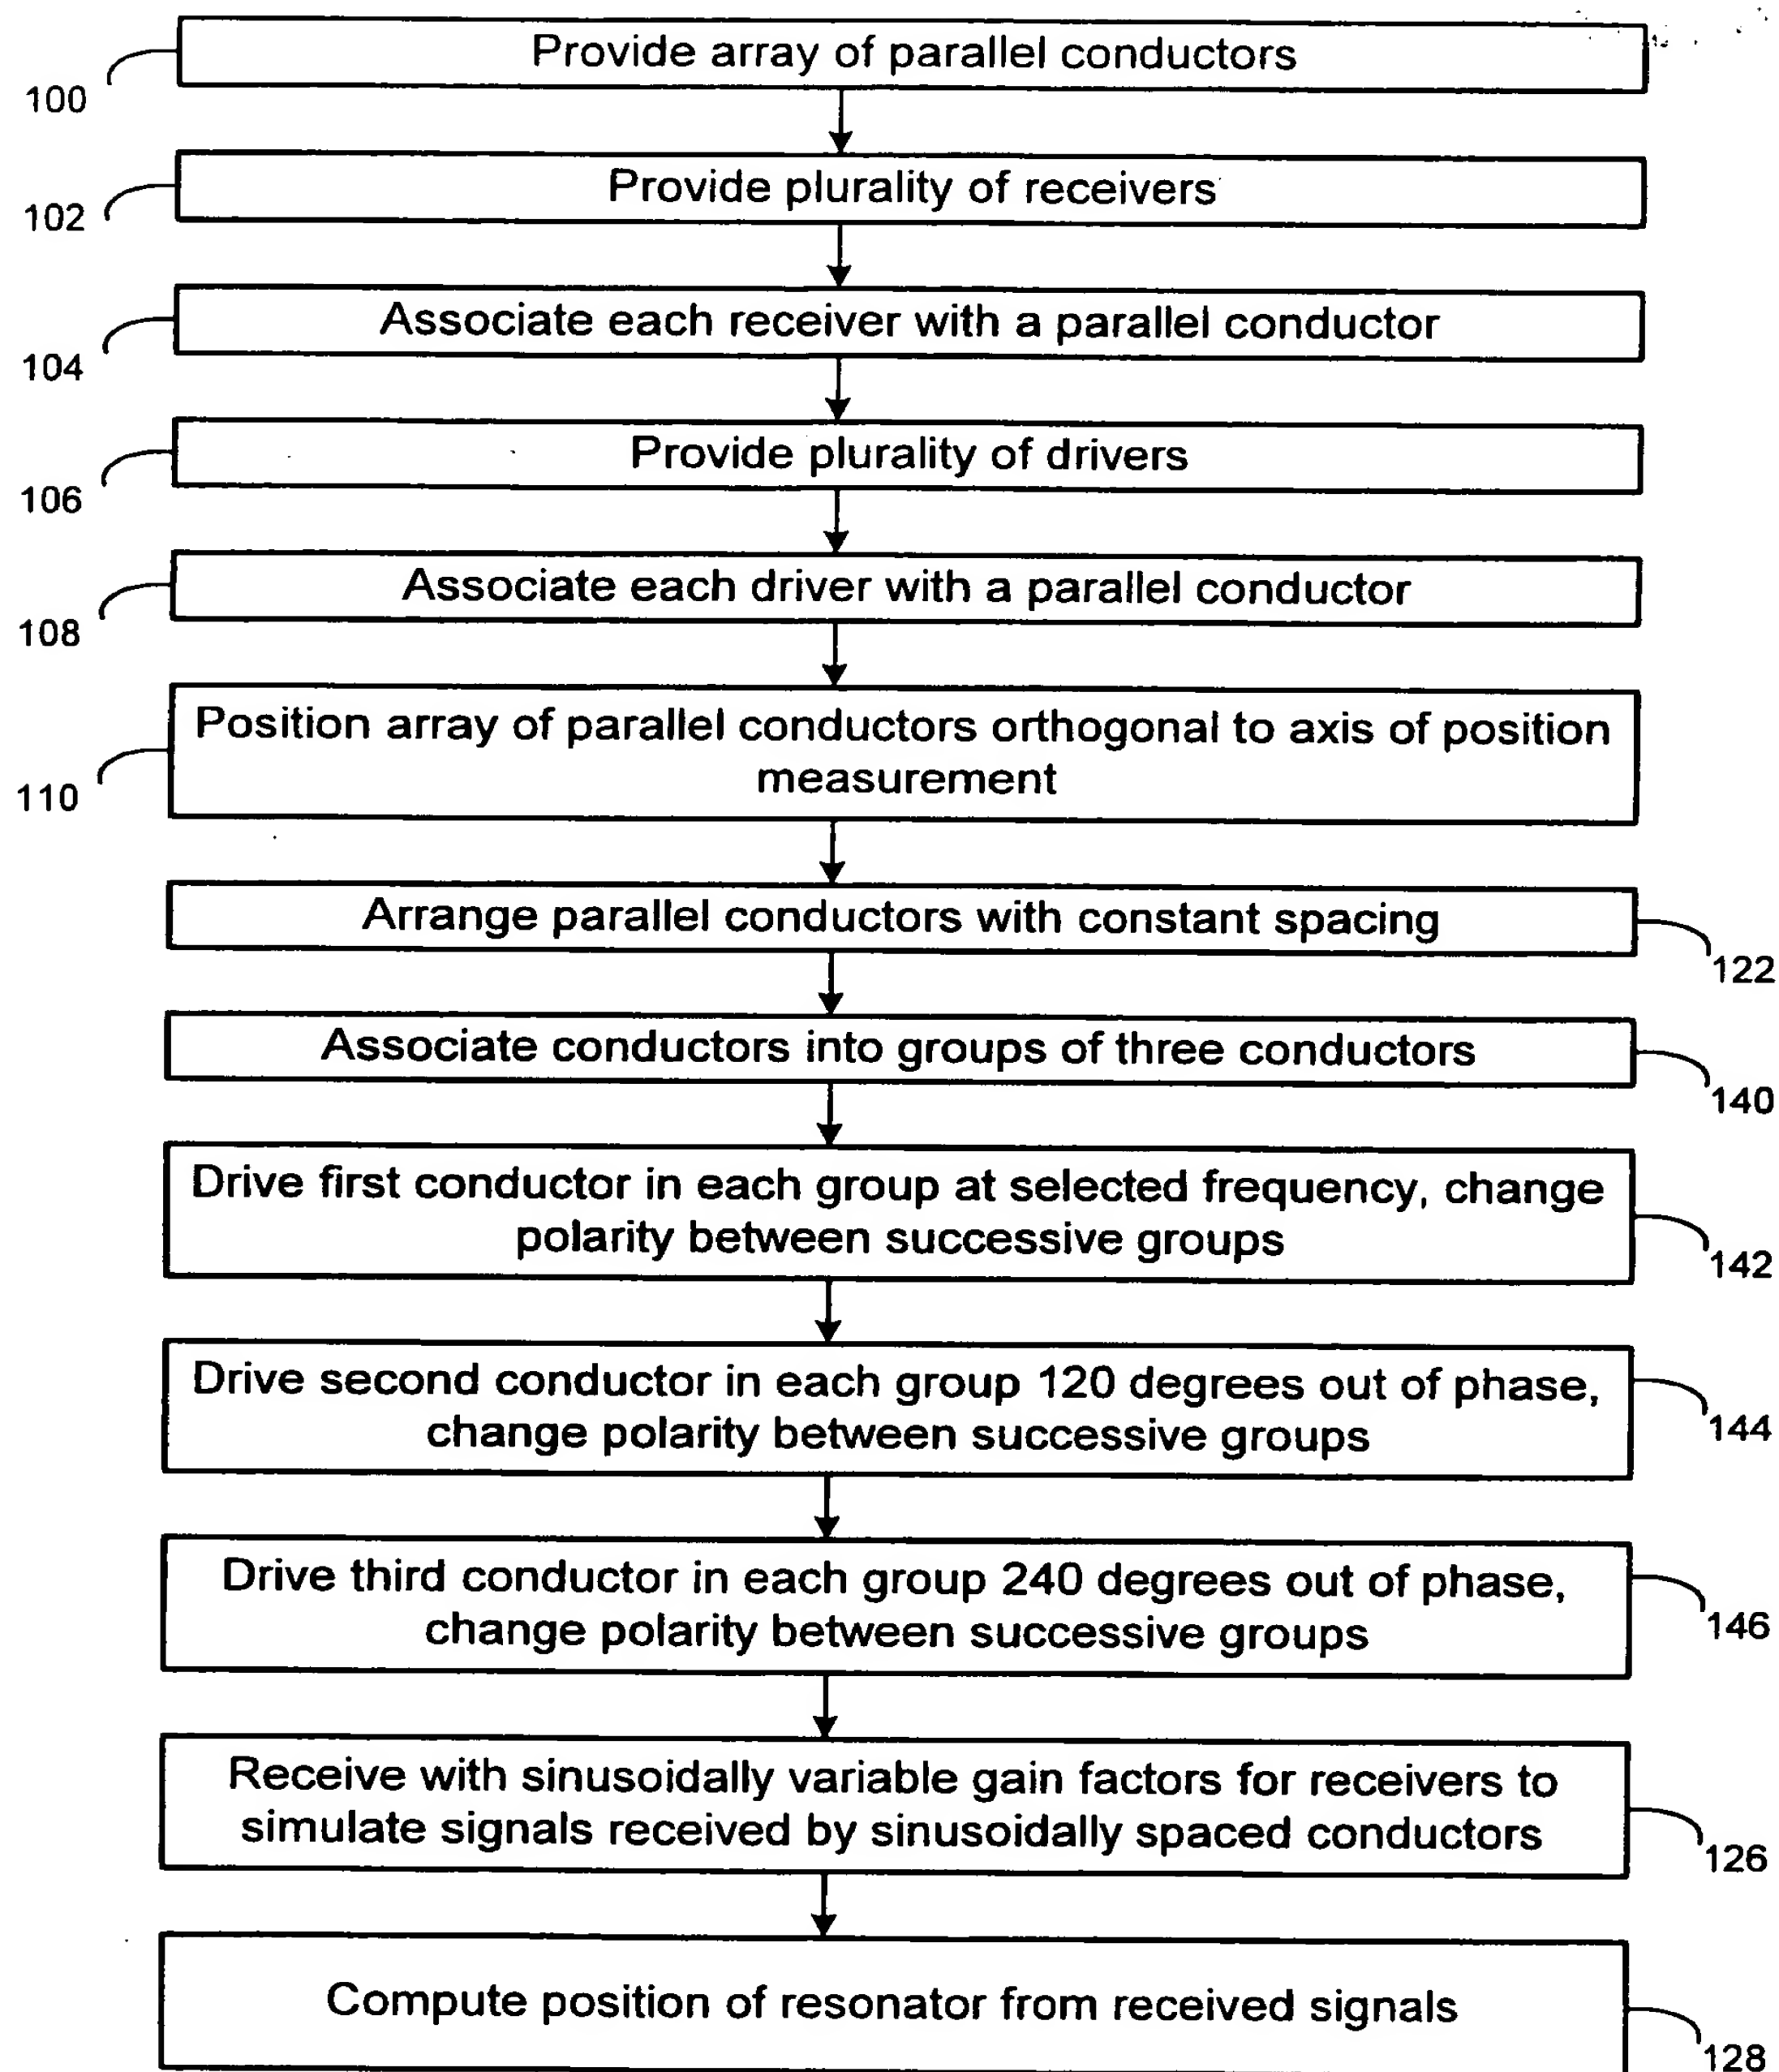 Provide array of parallel conductors
100
Provide plurality of receivers
102
Associate each receiver with a parallel conductor
104
Provide plurality of drivers
106
Associate each driver with a parallel conductor
108
Position array of parallel conductors orthogonal to axis of position
measurement
110
Arrange parallel conductors with constant spacing
122
Associate conductors into groups of three conductors
140
Drive first conductor in each group at selected frequency, change
polarity between successive groups
142
Drive second conductor in each group 120 degrees out of phase,
change polarity between successive groups
144
Drive third conductor in each group 240 degrees out of phase,
change polarity between successive groups
146
Receive with sinusoidally variable gain factors for receivers to
simulate signals received by sinusoidally spaced conductors
126
Compute position of resonator from received signals
128